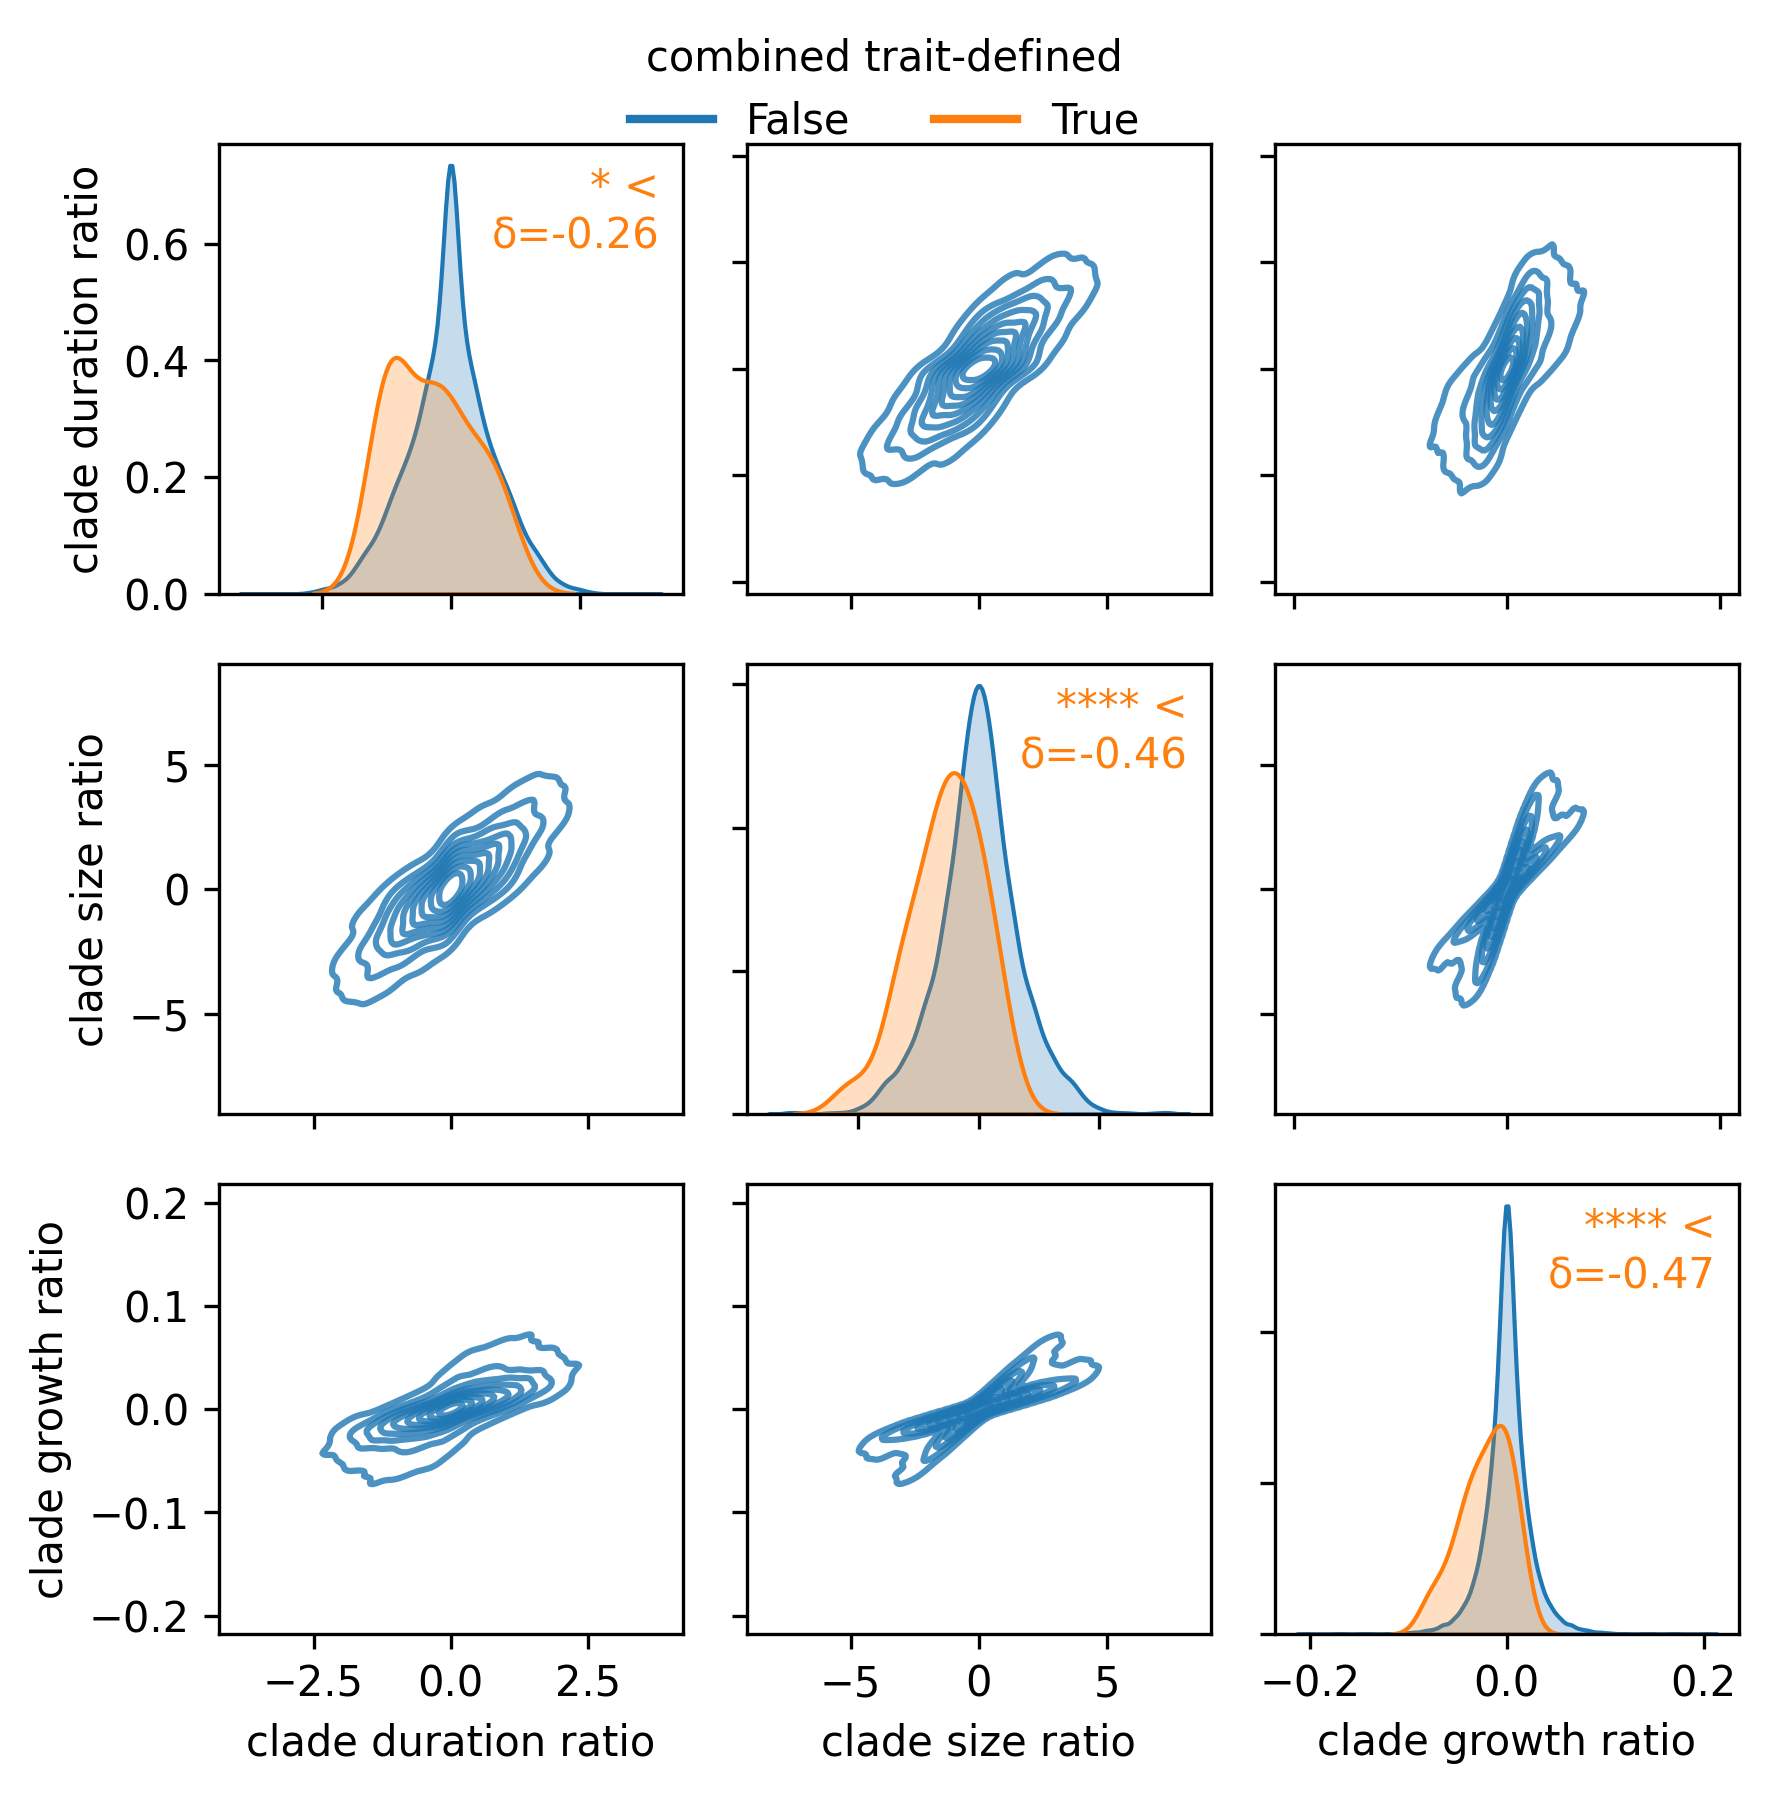 combined trait-defined
False True
clade duration ratio
0.6
0.4
0.2
0.0
* <
δ=-0.26
clade size ratio
5
0
−5
**** <
δ=-0.46
clade growth ratio
0.2
0.1
0.0
−0.1
−0.2
**** <
δ=-0.47
−2.5 0.0 2.5
−5 0 5
−0.2 0.0 0.2
clade duration ratio
clade size ratio
clade growth ratio